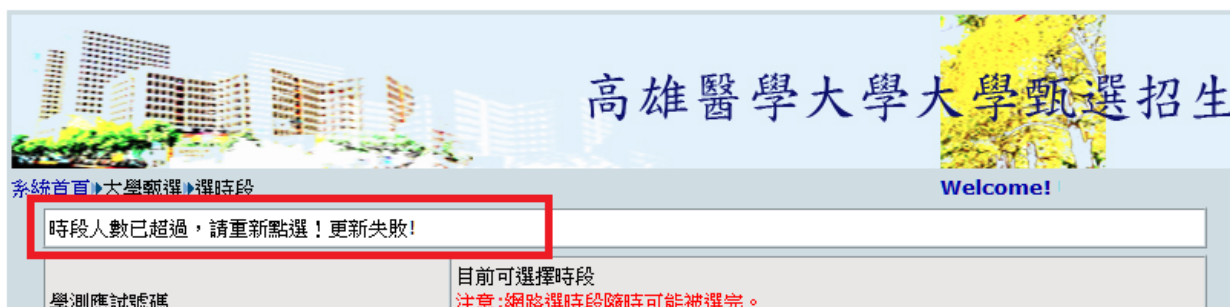 高雄醫學大學大學甄選招生
系統首頁▶大學甄選▶選時段
Welcome!
時段人數已超過，請重新點選！更新失敗!
目前可選擇時段
學測應試號碼
注意:網路選時段隨時可能被選完。